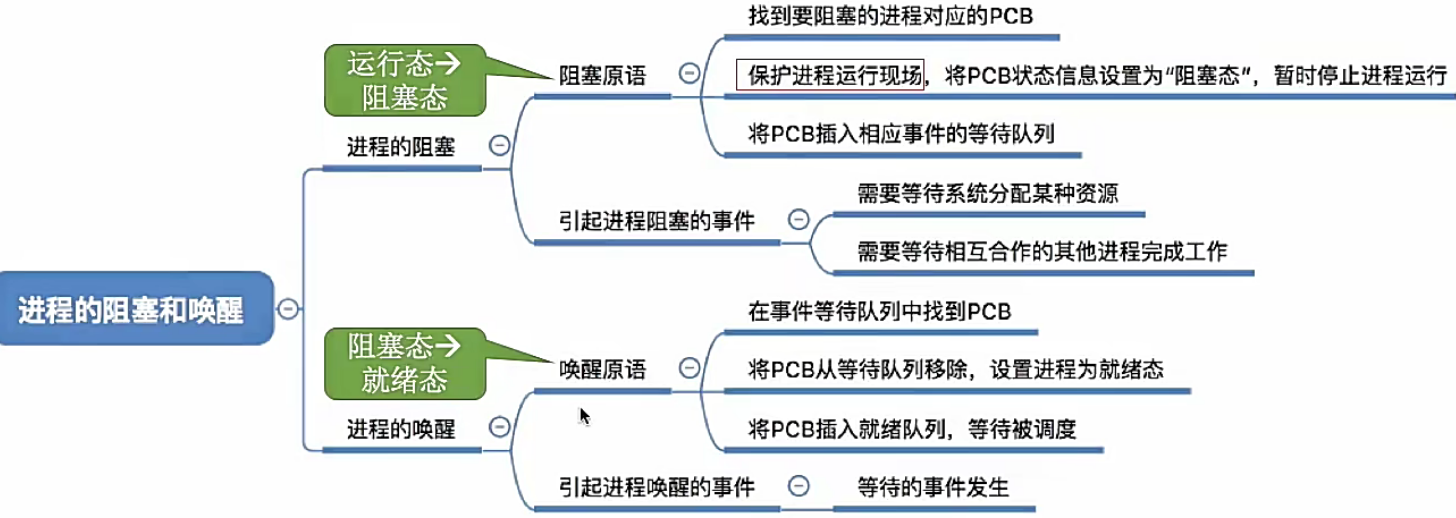 找到要阻塞的进程对应的PCB
运行态→
阻塞态
阻塞原语
保护进程运行现场，将PCB状态信息设置为“阻塞态”，暂时停止进程运行
将PCB插入相应事件的等待队列
进程的阻塞
引起进程阻塞的事件
需要等待系统分配某种资源
需要等待相互合作的其他进程完成工作
进程的阻塞和唤醒
在事件等待队列中找到PCB
阻塞态→
就绪态
唤醒原语
将PCB从等待队列移除，设置进程为就绪态
将PCB插入就绪队列，等待被调度
进程的唤醒
引起进程唤醒的事件
等待的事件发生